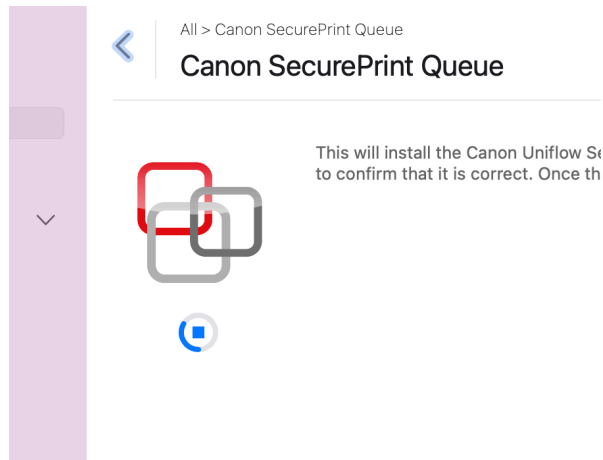 All > Canon SecurePrint Queue
Canon SecurePrint Queue
This will install the Canon Uniflow
to confirm that it is correct. Once